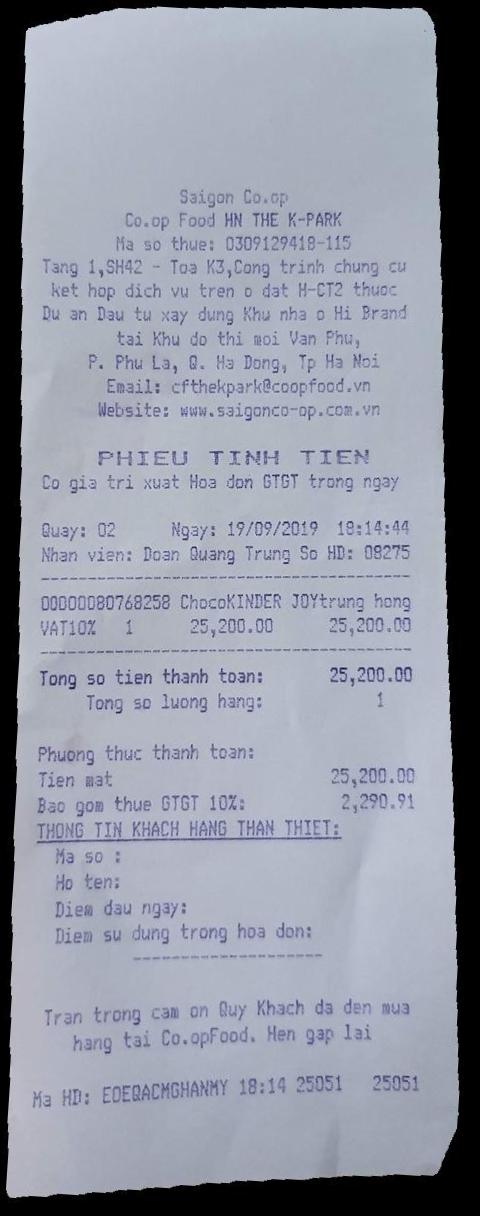 Saigon Co.op
Co.op Food HN THE K-PARK
Ma so thue: 0309129418-115
Tang 1,SH42 - Toa K3,Cong trinh chung cu
ket hop dich vu tren o dat H-CT2 thuoc
Du an Dau tu xay dung Khu nha o Hi Brand
tai Khu do thi moi Van Phu,
P. Phu La, Q. Ha Dong, Tp Ha Noi
Email: cfthekpark@coopfood.vn
Website: www.saigonco-op.com.vn
PHIEU TINH TIEN
Co gia tri xuat Hoa don GTGT trong ngay
Quay: 02 Ngay: 19/09/2019 18:14:44
Nhan vien: Doan Quang Trung So HD: 08275
00000080768258 ChocoKINDER JOYtrung hong
VAT10% 1 25,200.00 25,200.00
Tong so tien thanh toan: 25,200.00
Tong so luong hang: 1
Phuong thuc thanh toan:
Tien mat 25,200.00
Bao gom thue GTGT 10%: 2,290.91
THONG TIN KHACH HANG THAN THIET:
Ma so :
Ho ten:
Diem dau ngay:
Diem su dung trong hoa don:
Tran trong cam on Quy Khach da den mua
hang tai Co.opFood. Hen gap lai
Ma HD: EOEQACMGHANMY 18:14 25051 25051